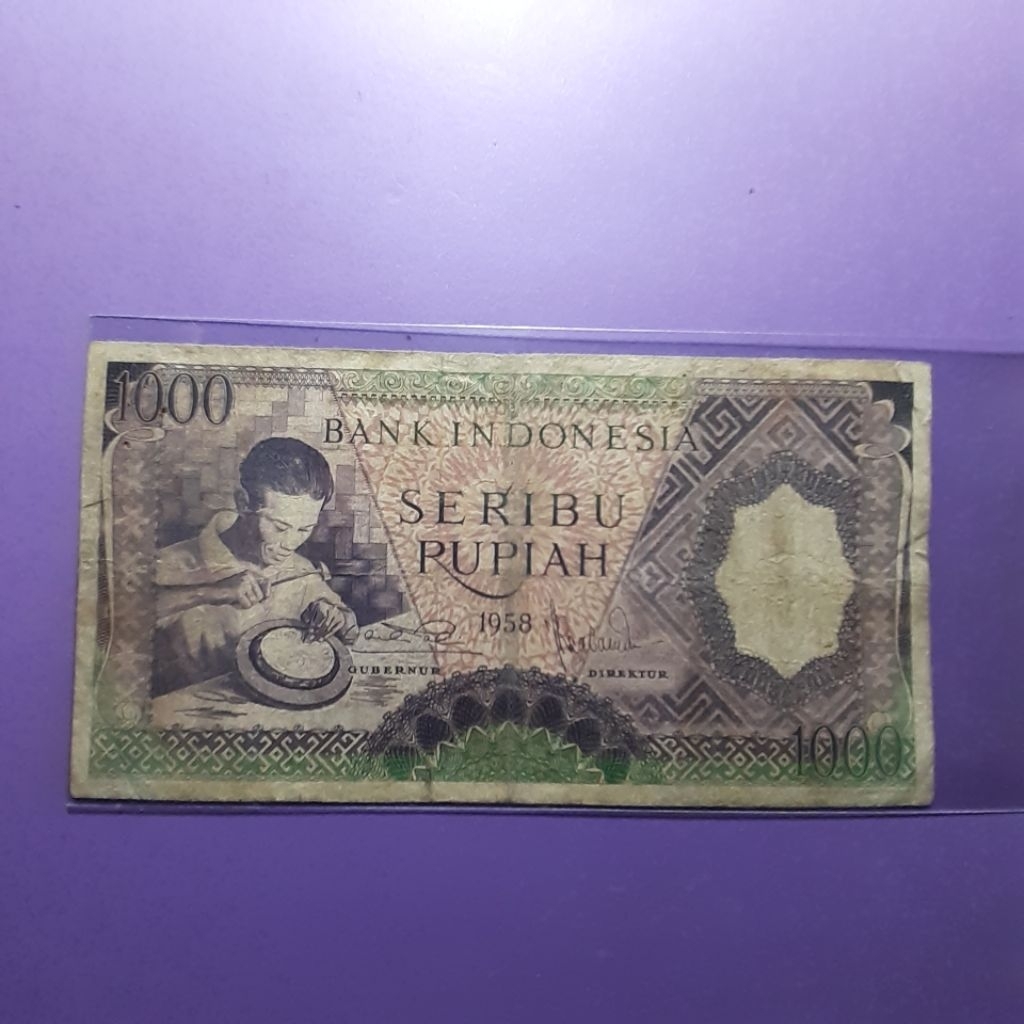 1000
BANK INDONESIA
SERIBU
RUPIAH
1958
GUBERNUR DIREKTUR
1000